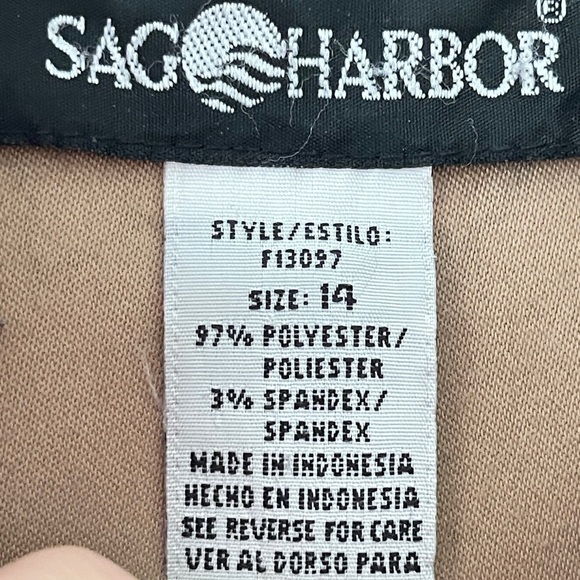 SAG HARBOR®
STYLE/ESTILO:
F13097
SIZE: 14
97% POLYESTER/
POLIESTER
3% SPANDEX/
SPANDEX
MADE IN INDONESIA
HECHO EN INDONESIA
SEE REVERSE FOR CARE
VER AL DORSO PARA